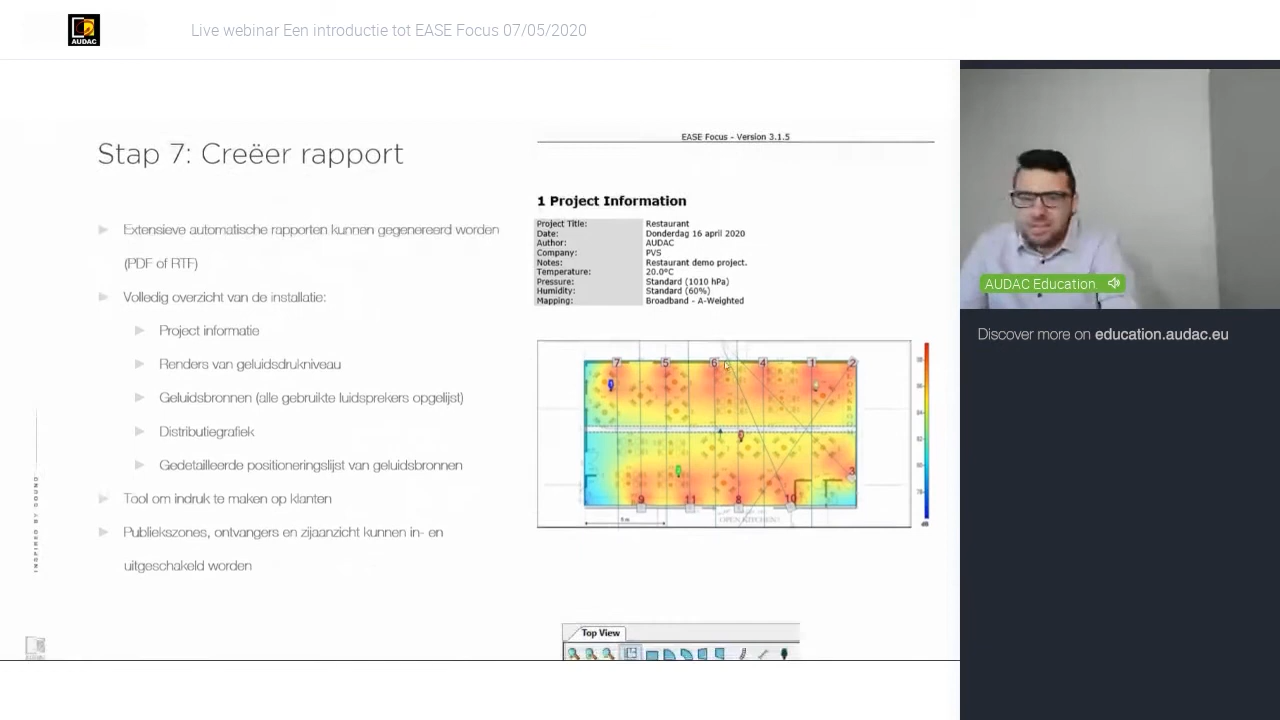 AUDAC
Live webinar Een introductie tot EASE Focus 07/05/2020
Stap 7: Creëer rapport
Extensieve automatische rapporten kunnen gegenereerd worden
(PDF of RTF)
Volledig overzicht van de installatie:
Project informatie
Renders van geluidsdrukniveau
Geluidsbronnen (alle gebruikte luidsprekers opgelijst)
Distributiegrafiek
Gedetailleerde positioneringslijst van geluidsbronnen
Tool om indruk te maken op klanten
Publiekszones, ontvangers en zijaanzicht kunnen in- en
uitgeschakeld worden
INSPIRED BY SOUND
EASE Focus - Version 3.1.5
1 Project Information
Project Title: Restaurant
Date: Donderdag 16 april 2020
Author: AUDAC
Company: PVS
Notes: Restaurant demo project.
Temperature: 20.0°C
Pressure: Standard (1010 hPa)
Humidity: Standard (60%)
Mapping: Broadband - A-Weighted
7 5 6 4 1 2
3
9 11 8 10
OPEN KITCHEN
Top View
AUDAC Education
Discover more on education.audac.eu